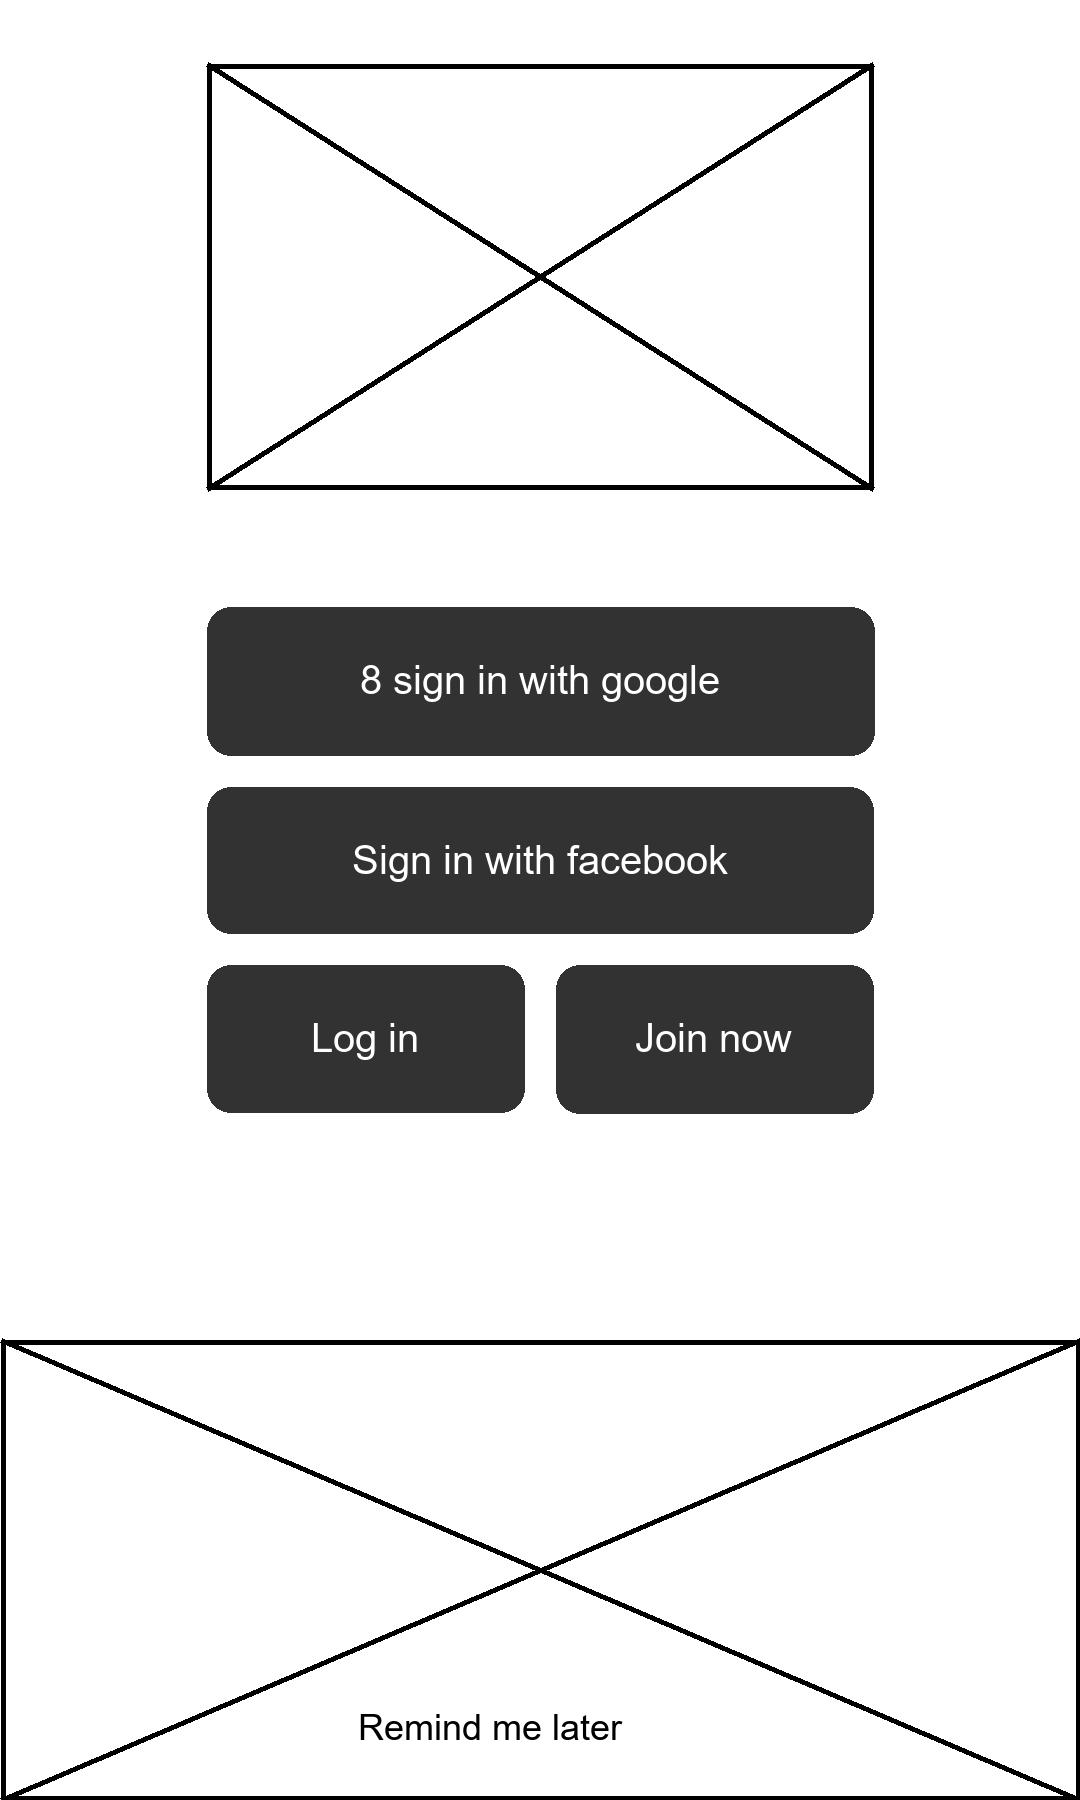 8 sign in with google
Sign in with facebook
Log in
Join now
Remind me later